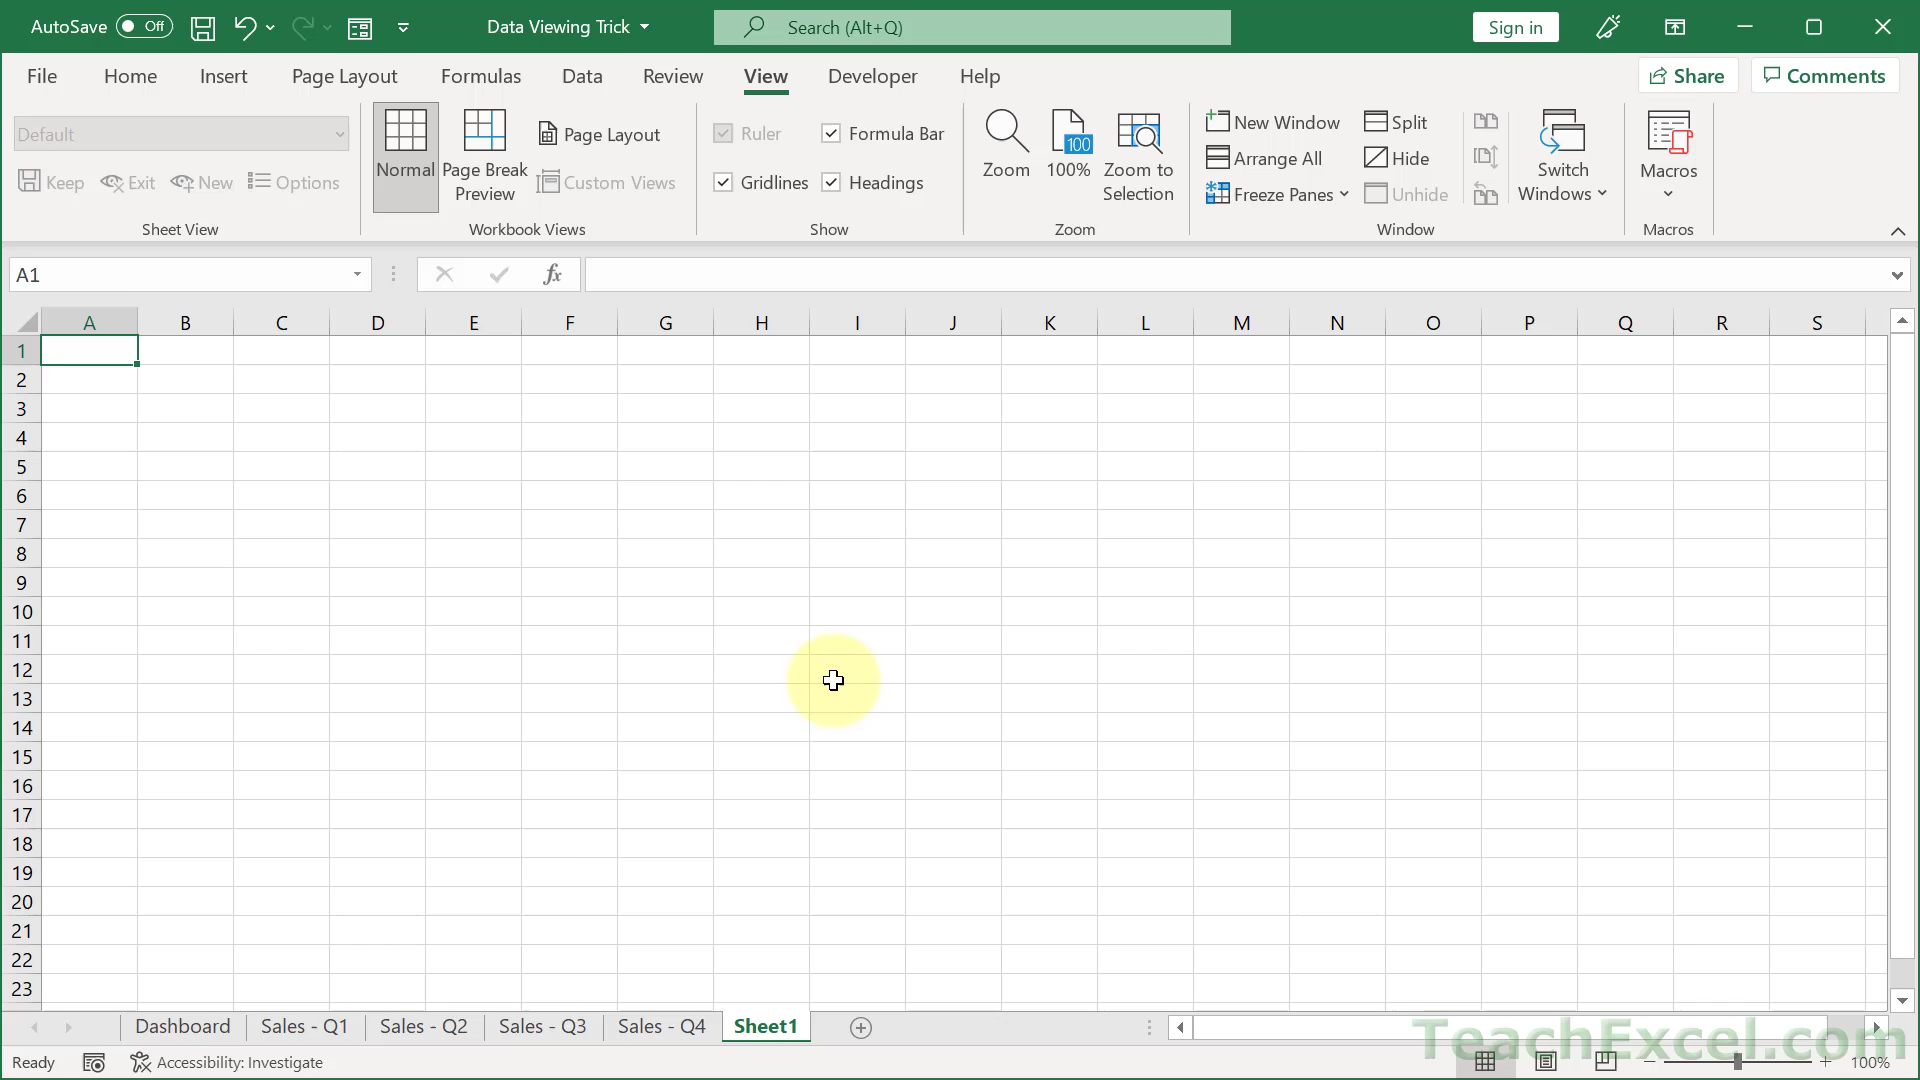 AutoSave Off Data Viewing Trick Search (Alt+Q) Sign in
File Home Insert Page Layout Formulas Data Review View Developer Help Share Comments
Default
Keep Exit New Options
Sheet View
Normal
Page Break Preview
Page Layout
Custom Views
Workbook Views
Ruler Formula Bar
Gridlines Headings
Show
Zoom 100 100% Zoom to Selection
Zoom
New Window Split
Arrange All Hide
Freeze Panes Unhide
Switch Windows
Window
Macros
Macros
A1 fx
A B C D E F G H I J K L M N O P Q R S
1
2
3
4
5
6
7
8
9
10
11
12
13
14
15
16
17
18
19
20
21
22
23
Dashboard Sales - Q1 Sales - Q2 Sales - Q3 Sales - Q4 Sheet1
TeachExcel.com
Ready Accessibility: Investigate 100%